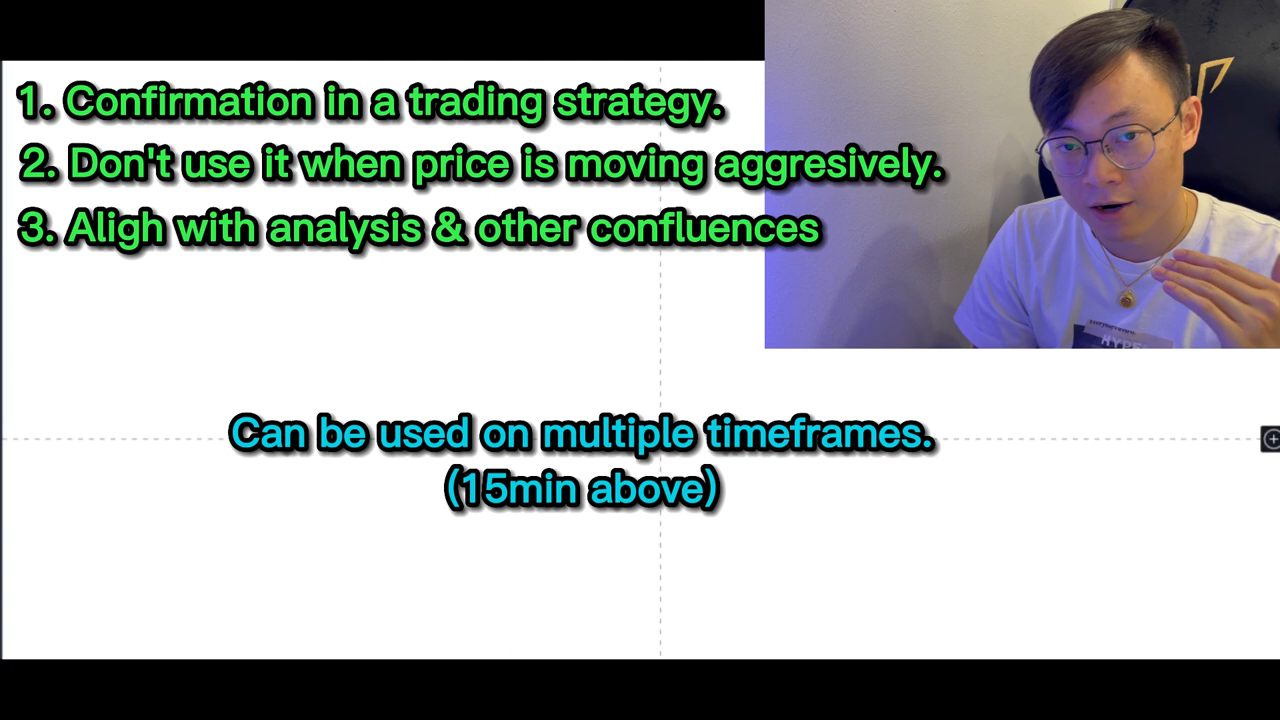 1. Confirmation in a trading strategy.
2. Don't use it when price is moving aggresively.
3. Aligh with analysis & other confluences
Can be used on multiple timeframes.
(15min above)